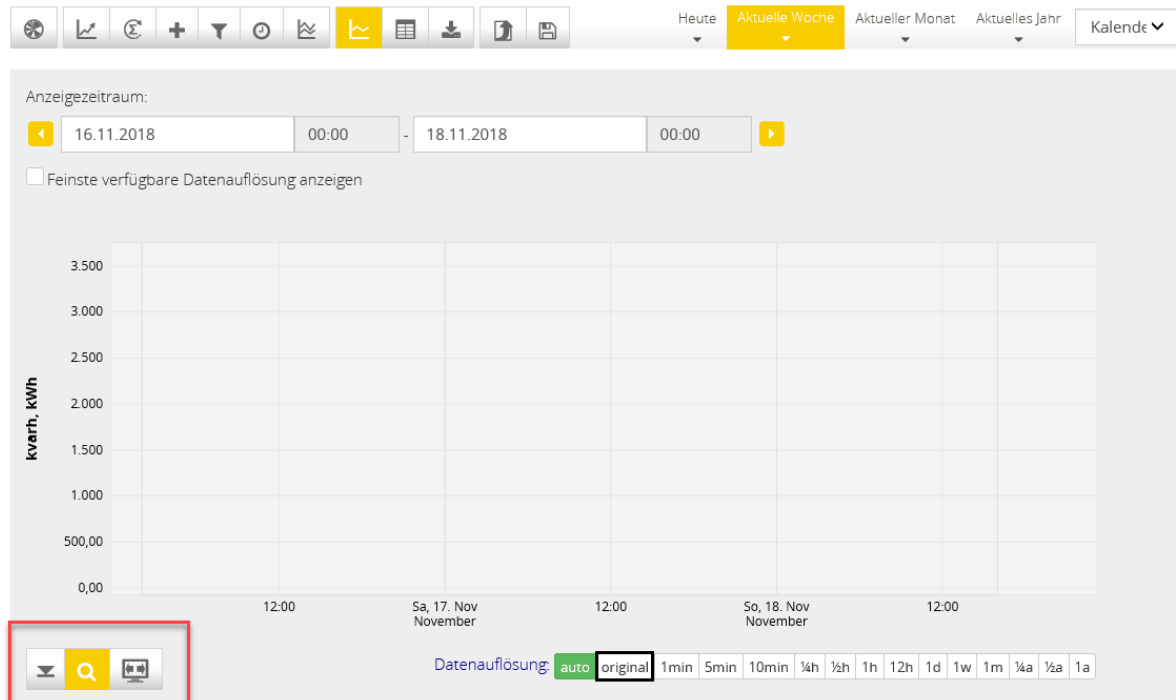 Heute Aktuelle Woche Aktueller Monat Aktuelles Jahr Kalende
Anzeigezeitraum:
16.11.2018 00:00 - 18.11.2018 00:00
Feinste verfügbare Datenauflösung anzeigen
kvarh, kWh
3.500
3.000
2.500
2.000
1.500
1.000
500,00
0,00
12:00 Sa, 17. Nov 12:00 So, 18. Nov 12:00
November November
Datenauflösung: auto original 1min 5min 10min ¼h ½h 1h 12h 1d 1w 1m ¼a ½a 1a